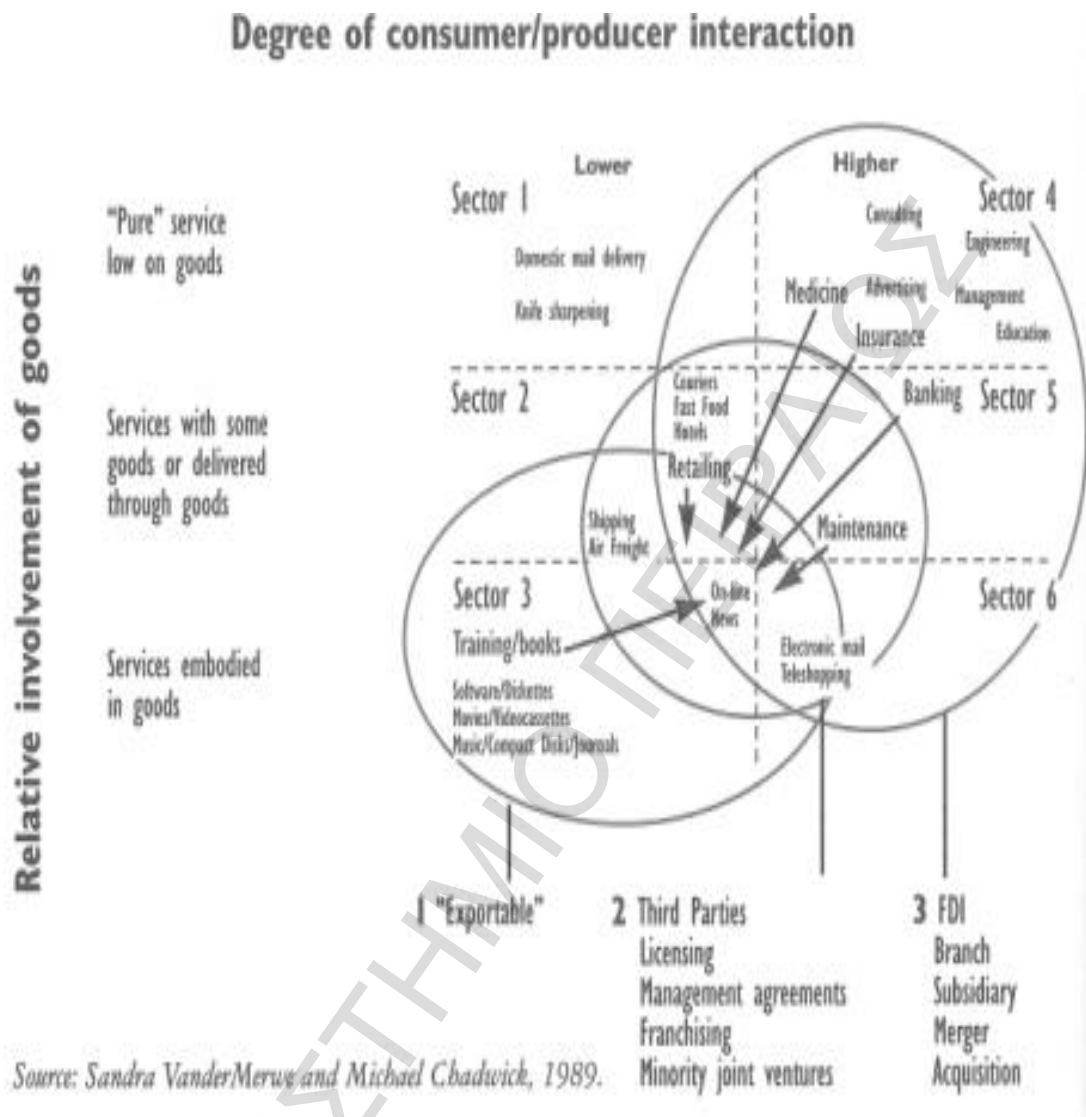 Degree of consumer/producer interaction
Relative involvement of goods
Lower
Higher
"Pure" service
low on goods
Sector 1
Domestic mail delivery
Knife sharpening
Sector 4
Consulting
Engineering
Medicine
Advertising
Management
Insurance
Education
Services with some
goods or delivered
through goods
Sector 2
Couriers
Fast Food
Hotels
Retailing
Shipping
Air Freight
Banking
Sector 5
Maintenance
Services embodied
in goods
Sector 3
Training/books
Software/Diskettes
Movies/Videocassettes
Music/Compact Disks/Journals
On-line
News
Sector 6
Electronic mail
Teleshopping
1 "Exportable"
2 Third Parties
Licensing
Management agreements
Franchising
Minority joint ventures
3 FDI
Branch
Subsidiary
Merger
Acquisition
Source: Sandra VanderMerwe and Michael Chadwick, 1989.
ΣΤΗΜΙΟ ΠΕΙΡΑΙΩΣ